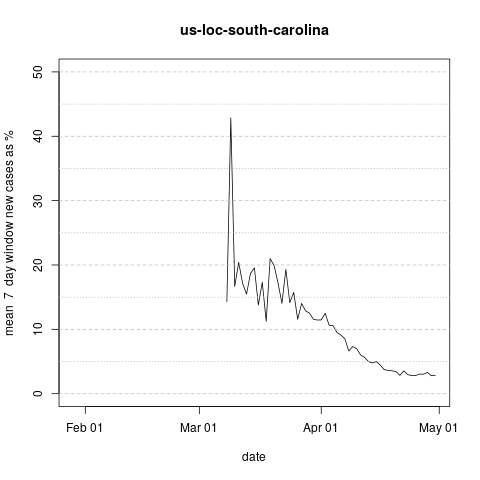 us-loc-south-carolina
mean  7  day window new cases as %
50
40
30
20
10
0
Feb 01
Mar 01
Apr 01
May 01
date